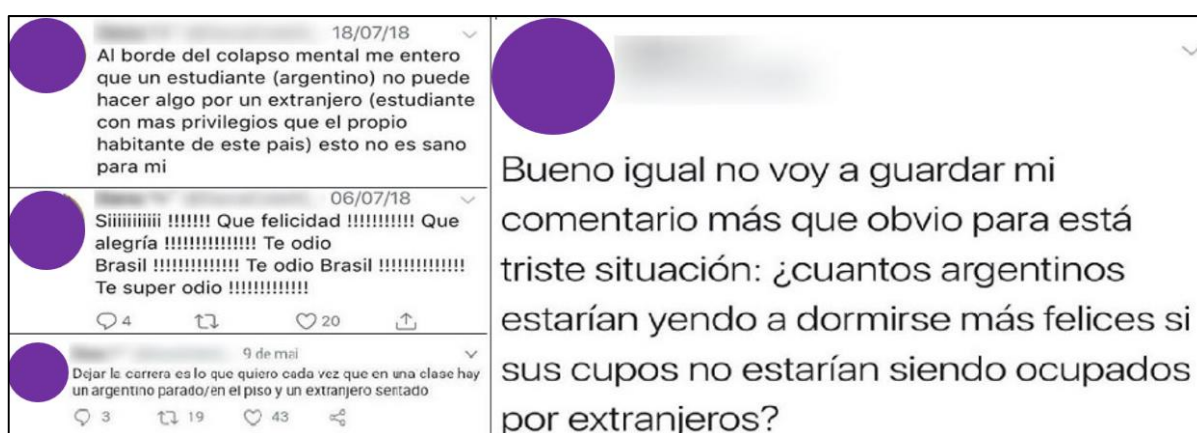 18/07/18
Al borde del colapso mental me entero
que un estudiante (argentino) no puede
hacer algo por un extranjero (estudiante
con mas privilegios que el propio
habitante de este pais) esto no es sano
para mi
06/07/18
Siiiiiiiiiii !!!!!!! Que felicidad !!!!!!!!!!! Que
alegría !!!!!!!!!!!!!!! Te odio
Brasil !!!!!!!!!!!!!! Te odio Brasil !!!!!!!!!!!!!!
Te super odio !!!!!!!!!!!!!
4 20
9 de mai
Dejar la carrera es lo que quiero cada vez que en una clase hay
un argentino parado/en el piso y un extranjero sentado
3 19 43
Bueno igual no voy a guardar mi
comentario más que obvio para está
triste situación: ¿cuantos argentinos
estarían yendo a dormirse más felices si
sus cupos no estarían siendo ocupados
por extranjeros?